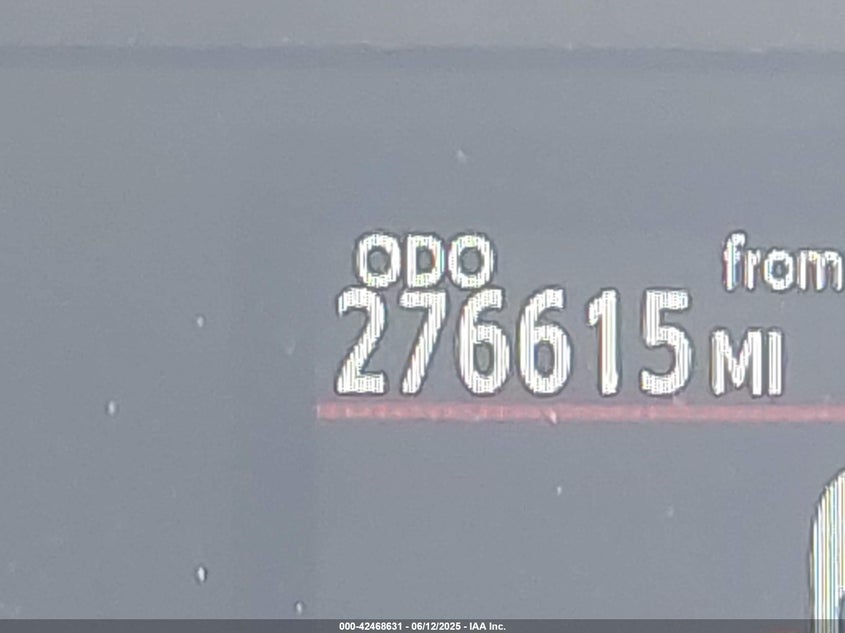 ODO
from
276615 MI
000-42468631 - 06/12/2025 - IAA Inc.